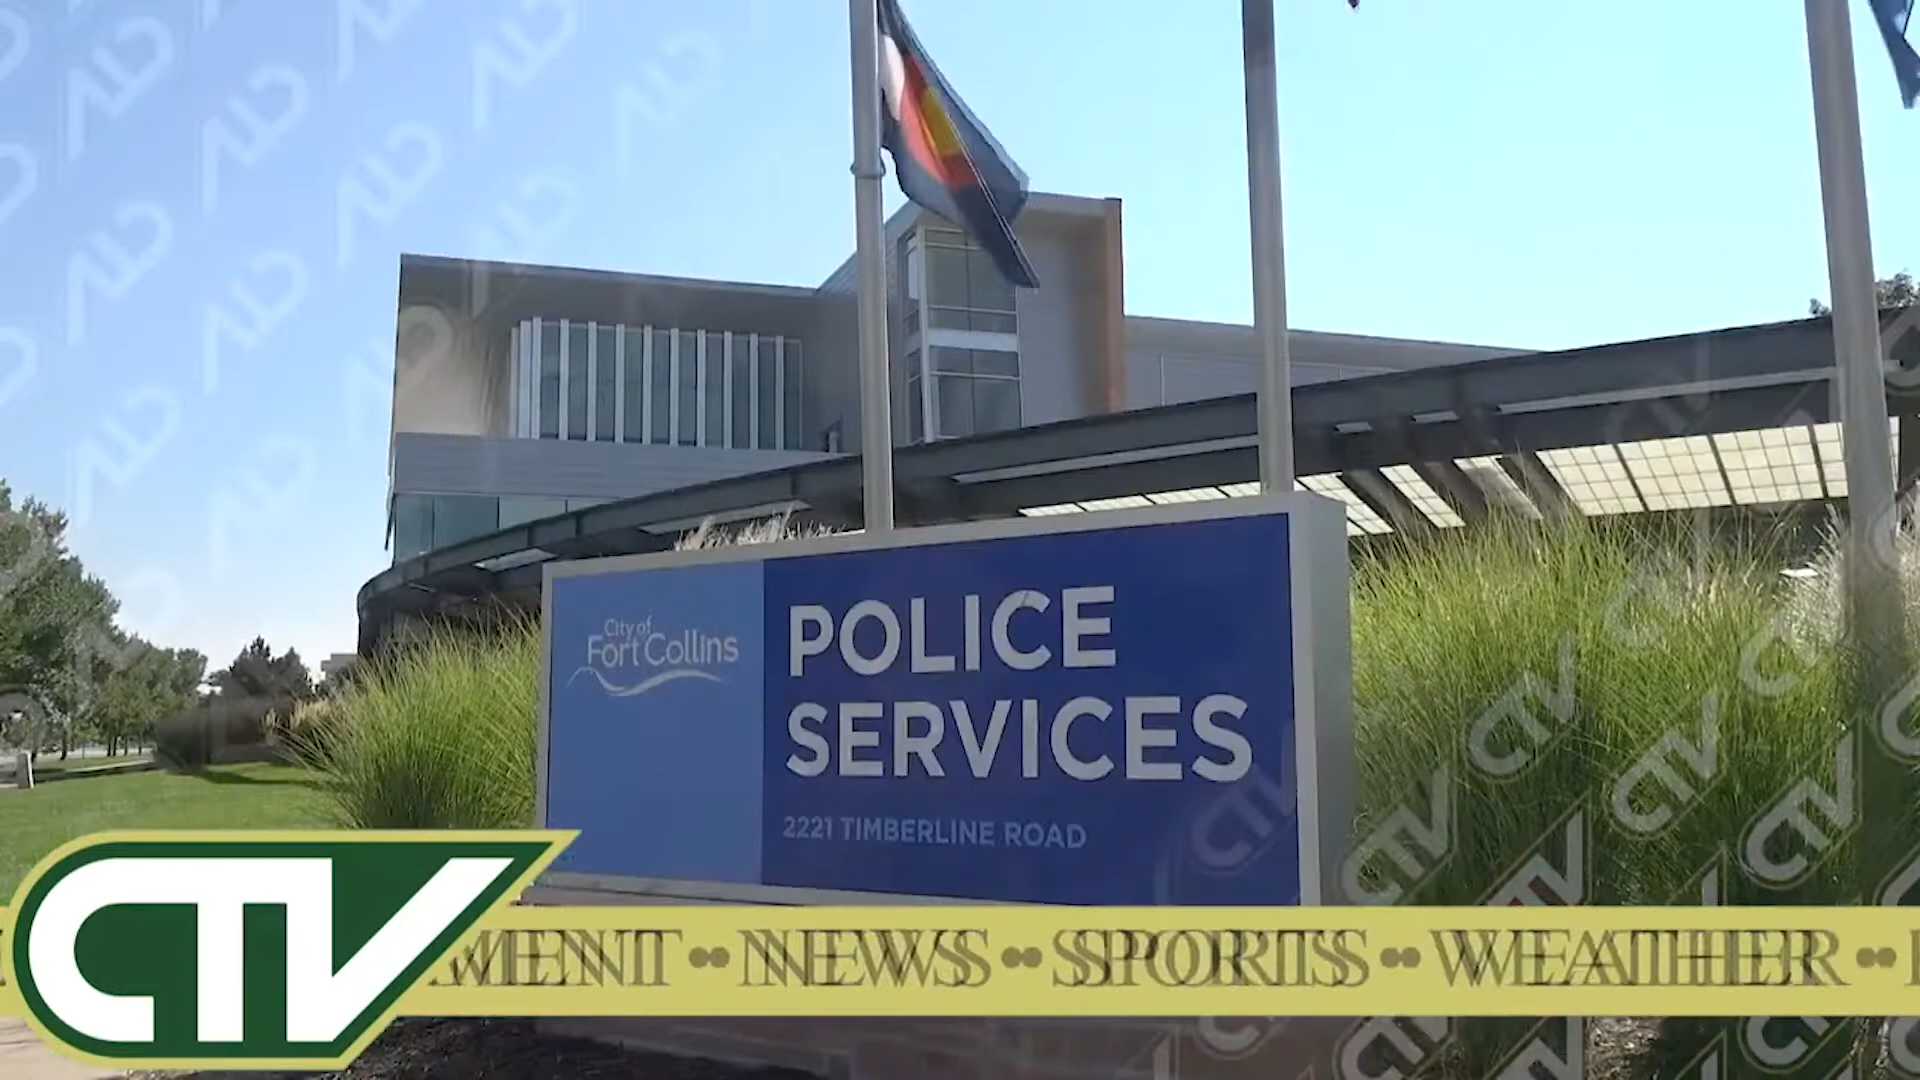 City of
Fort Collins
POLICE
SERVICES
2221 TIMBERLINE ROAD
CTV
NEWS •• SPORTS •• WEATHER ••